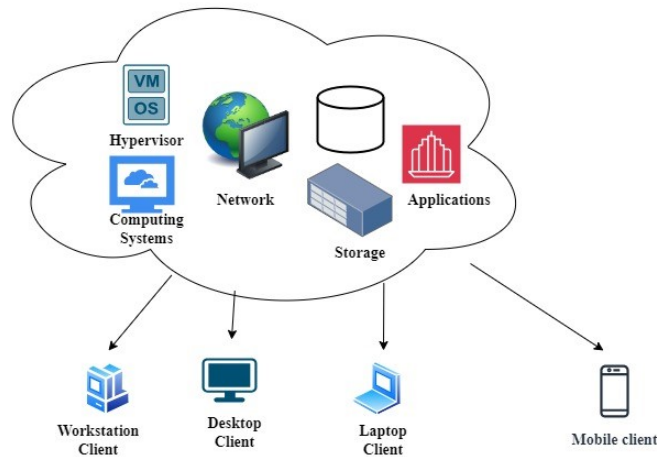 VM
OS
Hypervisor
Computing
Systems
Network
Storage
Applications
Workstation
Client
Desktop
Client
Laptop
Client
Mobile client